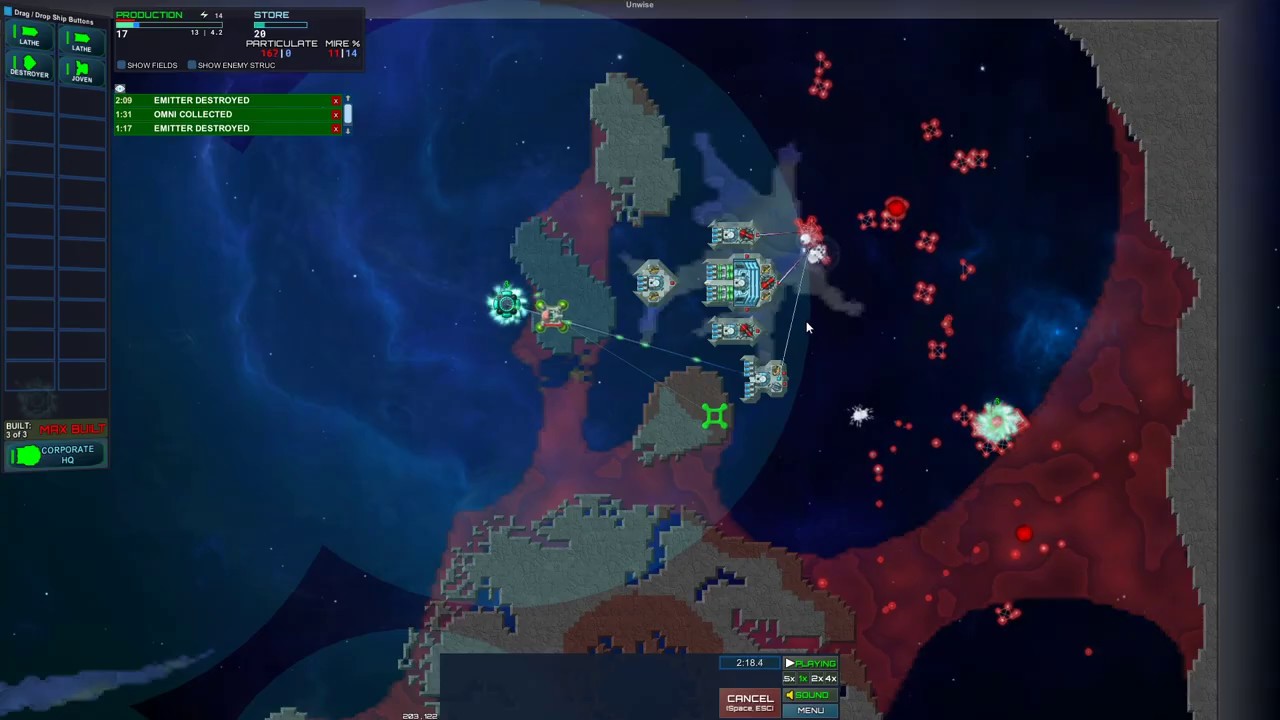 Unwise
Drag / Drop Ship Buttons
LATHE
LATHE
DESTROYER
JOVEN
PRODUCTION
14
17
13 | 4.2
STORE
20
PARTICULATE MIRE %
167|0 11|14
SHOW FIELDS
SHOW ENEMY STRUC
2:09 EMITTER DESTROYED x
1:31 OMNI COLLECTED x
1:17 EMITTER DESTROYED x
BUILT:
3 of 3
MAX BUILT
CORPORATE
HQ
2:18.4
PLAYING
.5x 1x 2x 4x
CANCEL
(Space, ESC)
SOUND
MENU
203,122